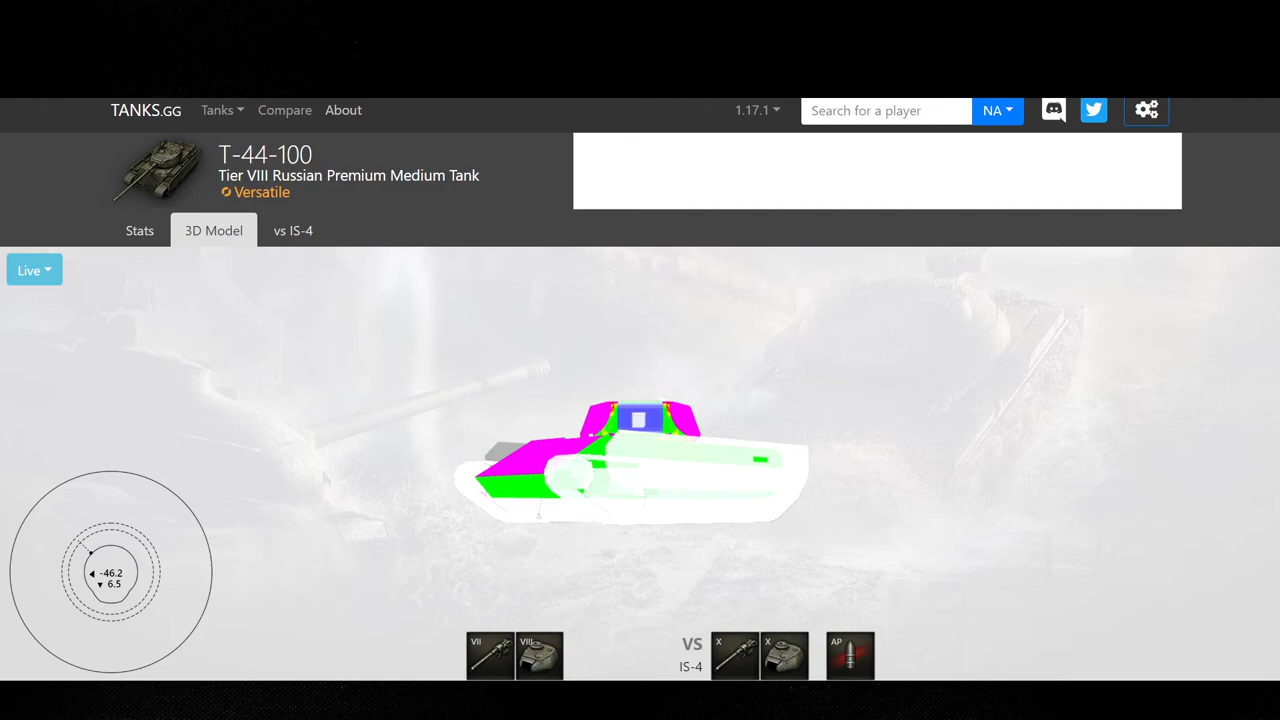 TANKS.GG Tanks Compare About 1.17.1 Search for a player NA
T-44-100
Tier VIII Russian Premium Medium Tank
Versatile
Stats 3D Model vs IS-4
Live
-46.2
6.5
VII VIII VS X X AP
IS-4